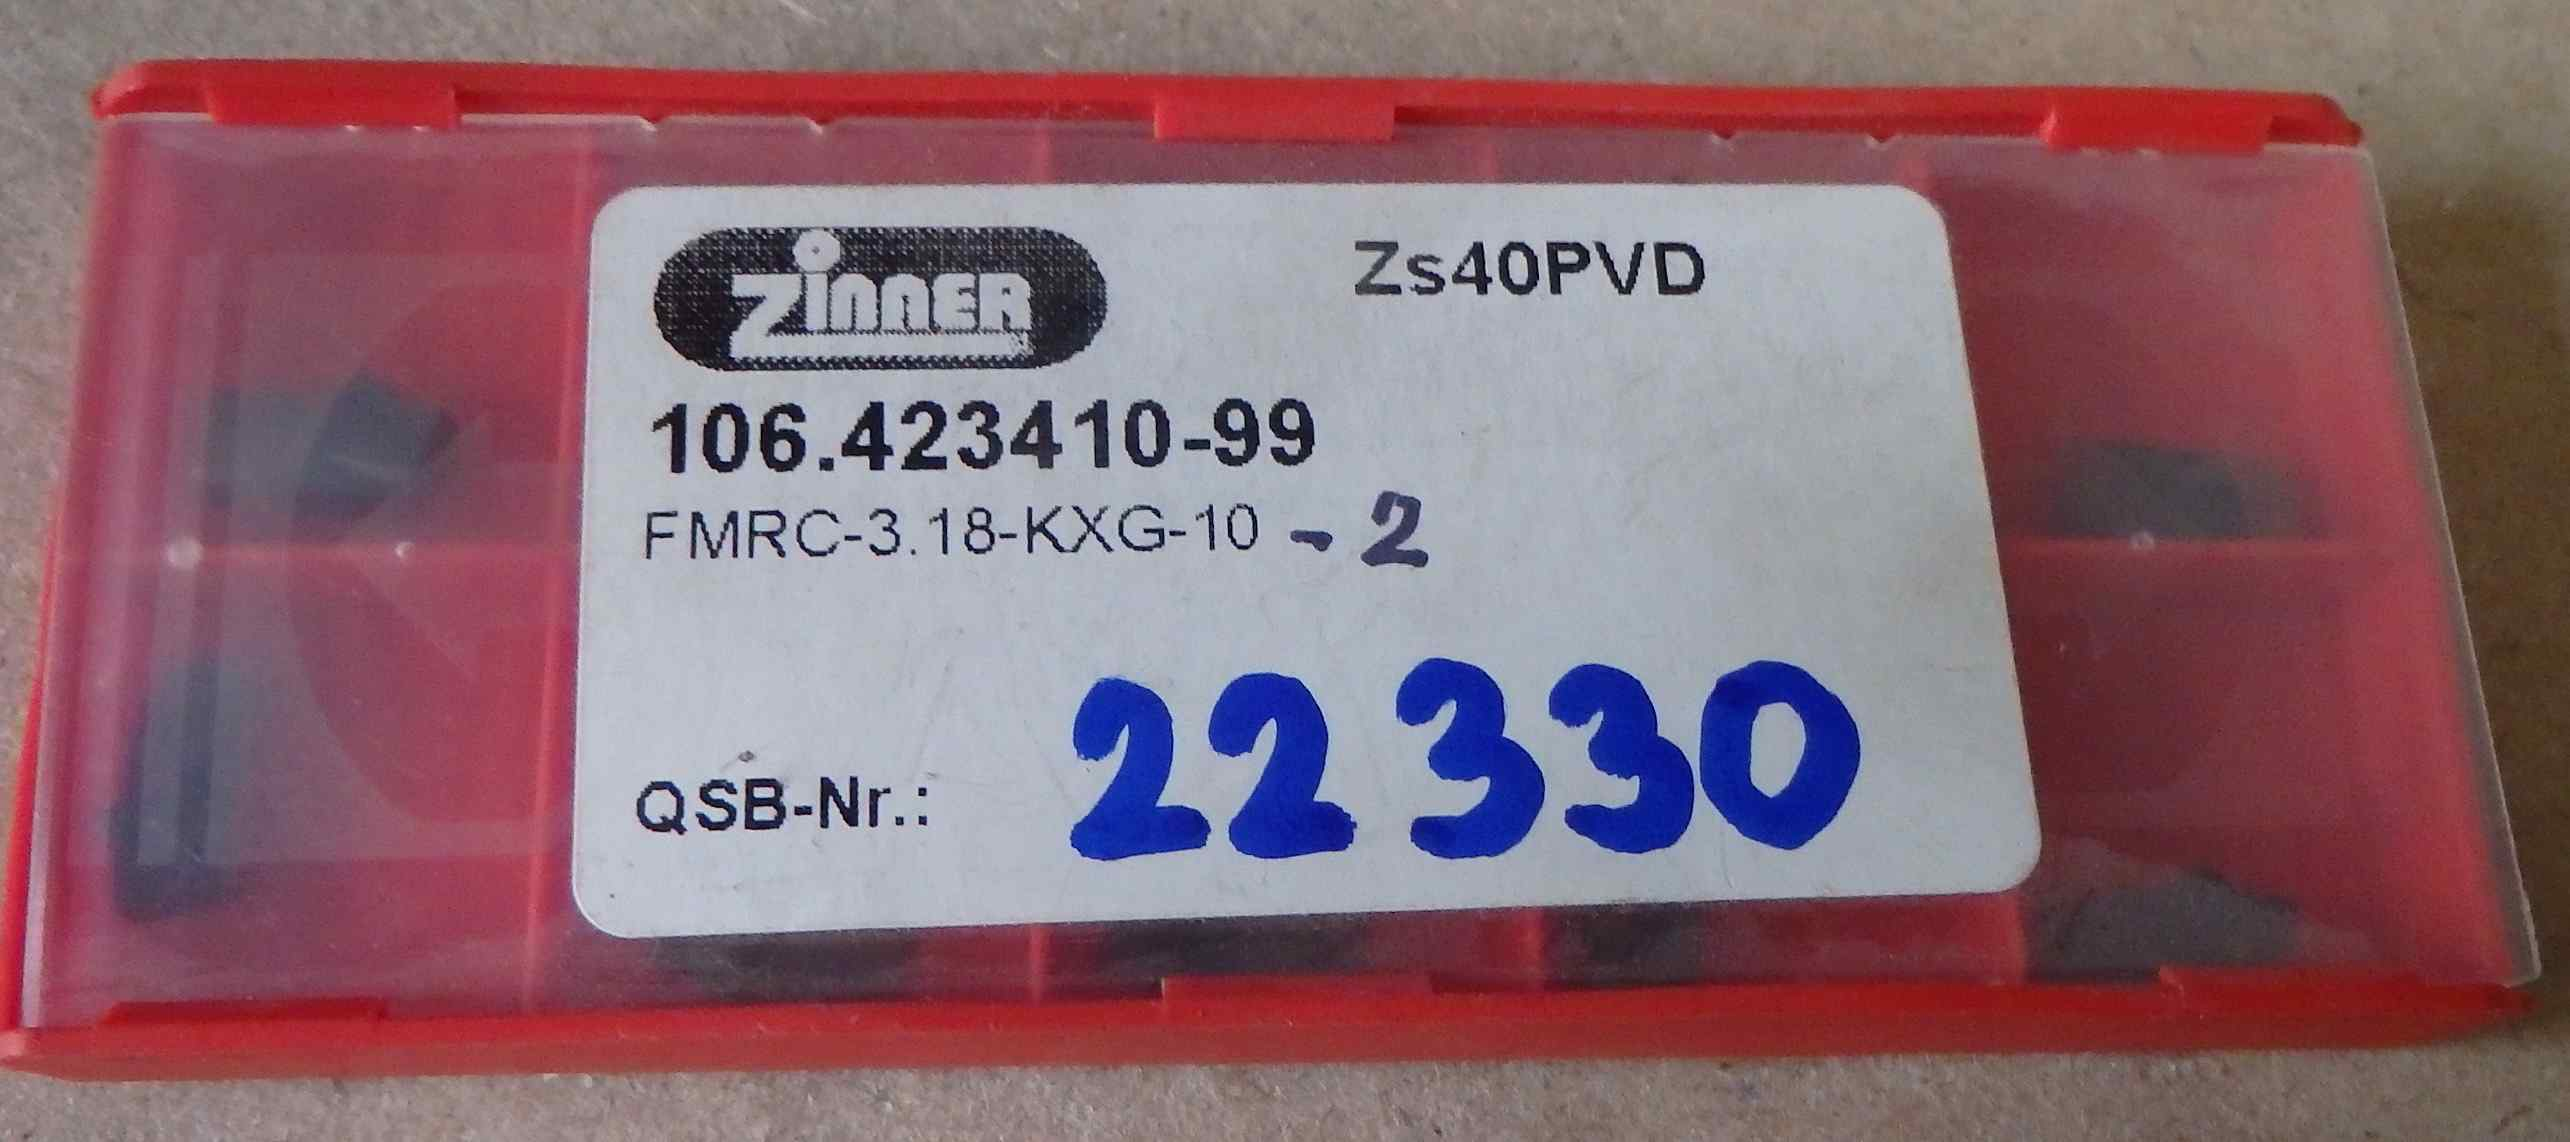 Zinner Zs40PVD
106.423410-99
FMRC-3.18-KXG-10 - 2
QSB-Nr.: 22330